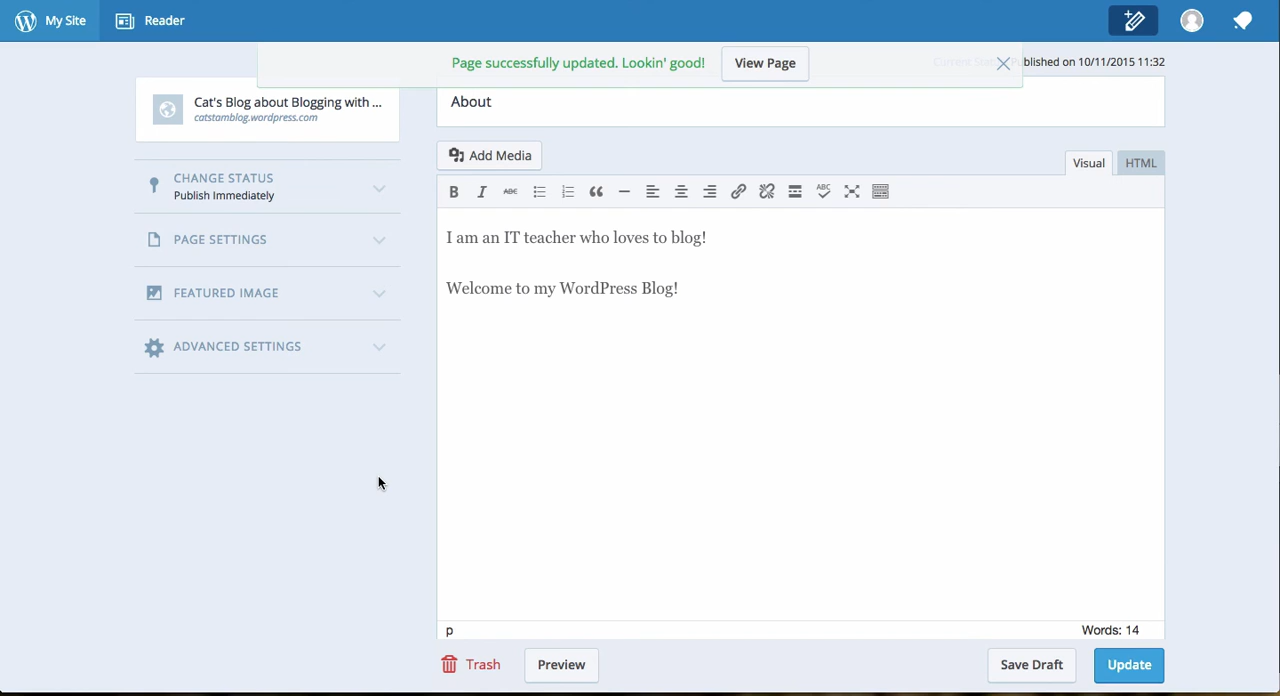 My Site
Reader
Page successfully updated. Lookin' good!
View Page
Published on 10/11/2015 11:32
Cat's Blog about Blogging with ...
catstamblog.wordpress.com
About
CHANGE STATUS
Publish Immediately
PAGE SETTINGS
FEATURED IMAGE
ADVANCED SETTINGS
Add Media
Visual
HTML
B I ABC ABC
I am an IT teacher who loves to blog!
Welcome to my WordPress Blog!
p
Words: 14
Trash
Preview
Save Draft
Update